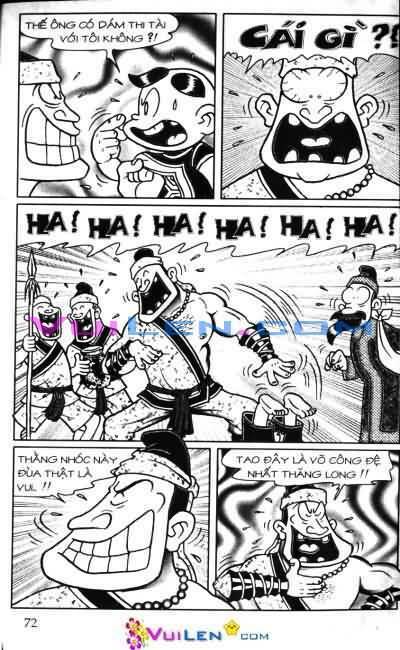 THẾ ÔNG CÓ DÁM THI TÀI
VỚI TÔI KHÔNG ?!
CÁI GÌ ?!
HA! HA! HA! HA! HA! HA!
VUILEN.COM
THẰNG NHÓC NÀY
ĐÙA THẬT LÀ
VUI. !!
TAO ĐÂY LÀ VÕ CÔNG ĐỆ
NHẤT THĂNG LONG !!
72
VUILEN.COM